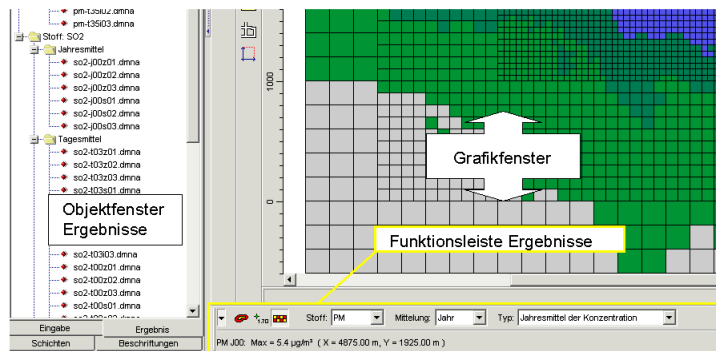 pm-t35i02.dmna
pm-t35i03.dmna
Stoff: SO2
Jahresmittel
so2-j00z01.dmna
so2-j00z02.dmna
so2-j00z03.dmna
so2-j00s01.dmna
so2-j00s02.dmna
so2-j00s03.dmna
Tagesmittel
so2-t03z01.dmna
so2-t03z02.dmna
so2-t03z03.dmna
so2-t03s01.dmna
Objektfenster
Ergebnisse
so2-t03i03.dmna
so2-t00z01.dmna
so2-t00z02.dmna
so2-t00z03.dmna
so2-t00s01.dmna
Eingabe
Ergebnis
Schichten
Beschriftungen
1000
0
Grafikfenster
Funktionsleiste Ergebnisse
1.70
Stoff: PM
Mittelung: Jahr
Typ: Jahresmittel der Konzentration
PM J00: Max = 5.4 µg/m³ ( X = 4875.00 m, Y = 1925.00 m )